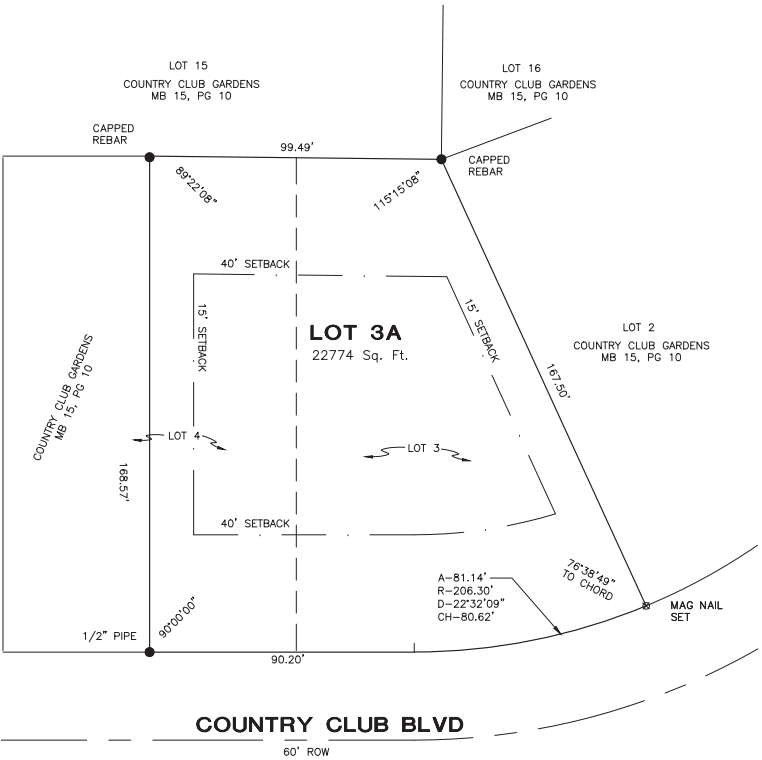 LOT 15
COUNTRY CLUB GARDENS
MB 15, PG 10
LOT 16
COUNTRY CLUB GARDENS
MB 15, PG 10
CAPPED
REBAR
99.49'
CAPPED
REBAR
89°22'08"
115°15'08"
40' SETBACK
15' SETBACK
15' SETBACK
LOT 3A
22774 Sq. Ft.
LOT 2
COUNTRY CLUB GARDENS
MB 15, PG 10
COUNTRY CLUB GARDENS
MB 15, PG 10
167.50'
LOT 4
LOT 3
168.57'
40' SETBACK
76°38'49"
TO CHORD
A-81.14'
R-206.30'
D-22°32'09"
CH-80.62'
MAG NAIL
SET
90°00'00"
1/2" PIPE
90.20'
COUNTRY CLUB BLVD
60' ROW